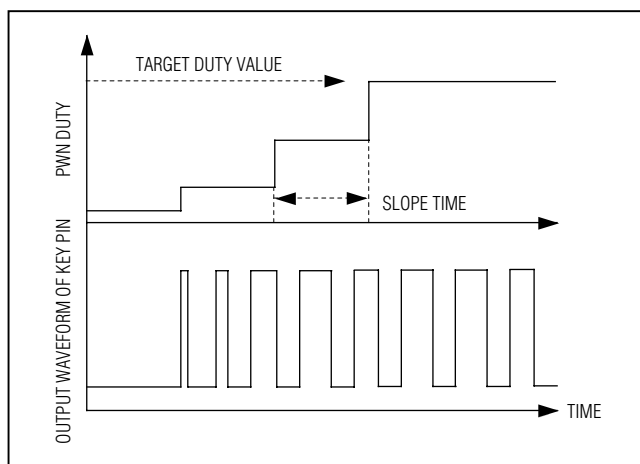 TARGET DUTY VALUE
PWN DUTY
SLOPE TIME
OUTPUT WAVEFORM OF KEY PIN
TIME